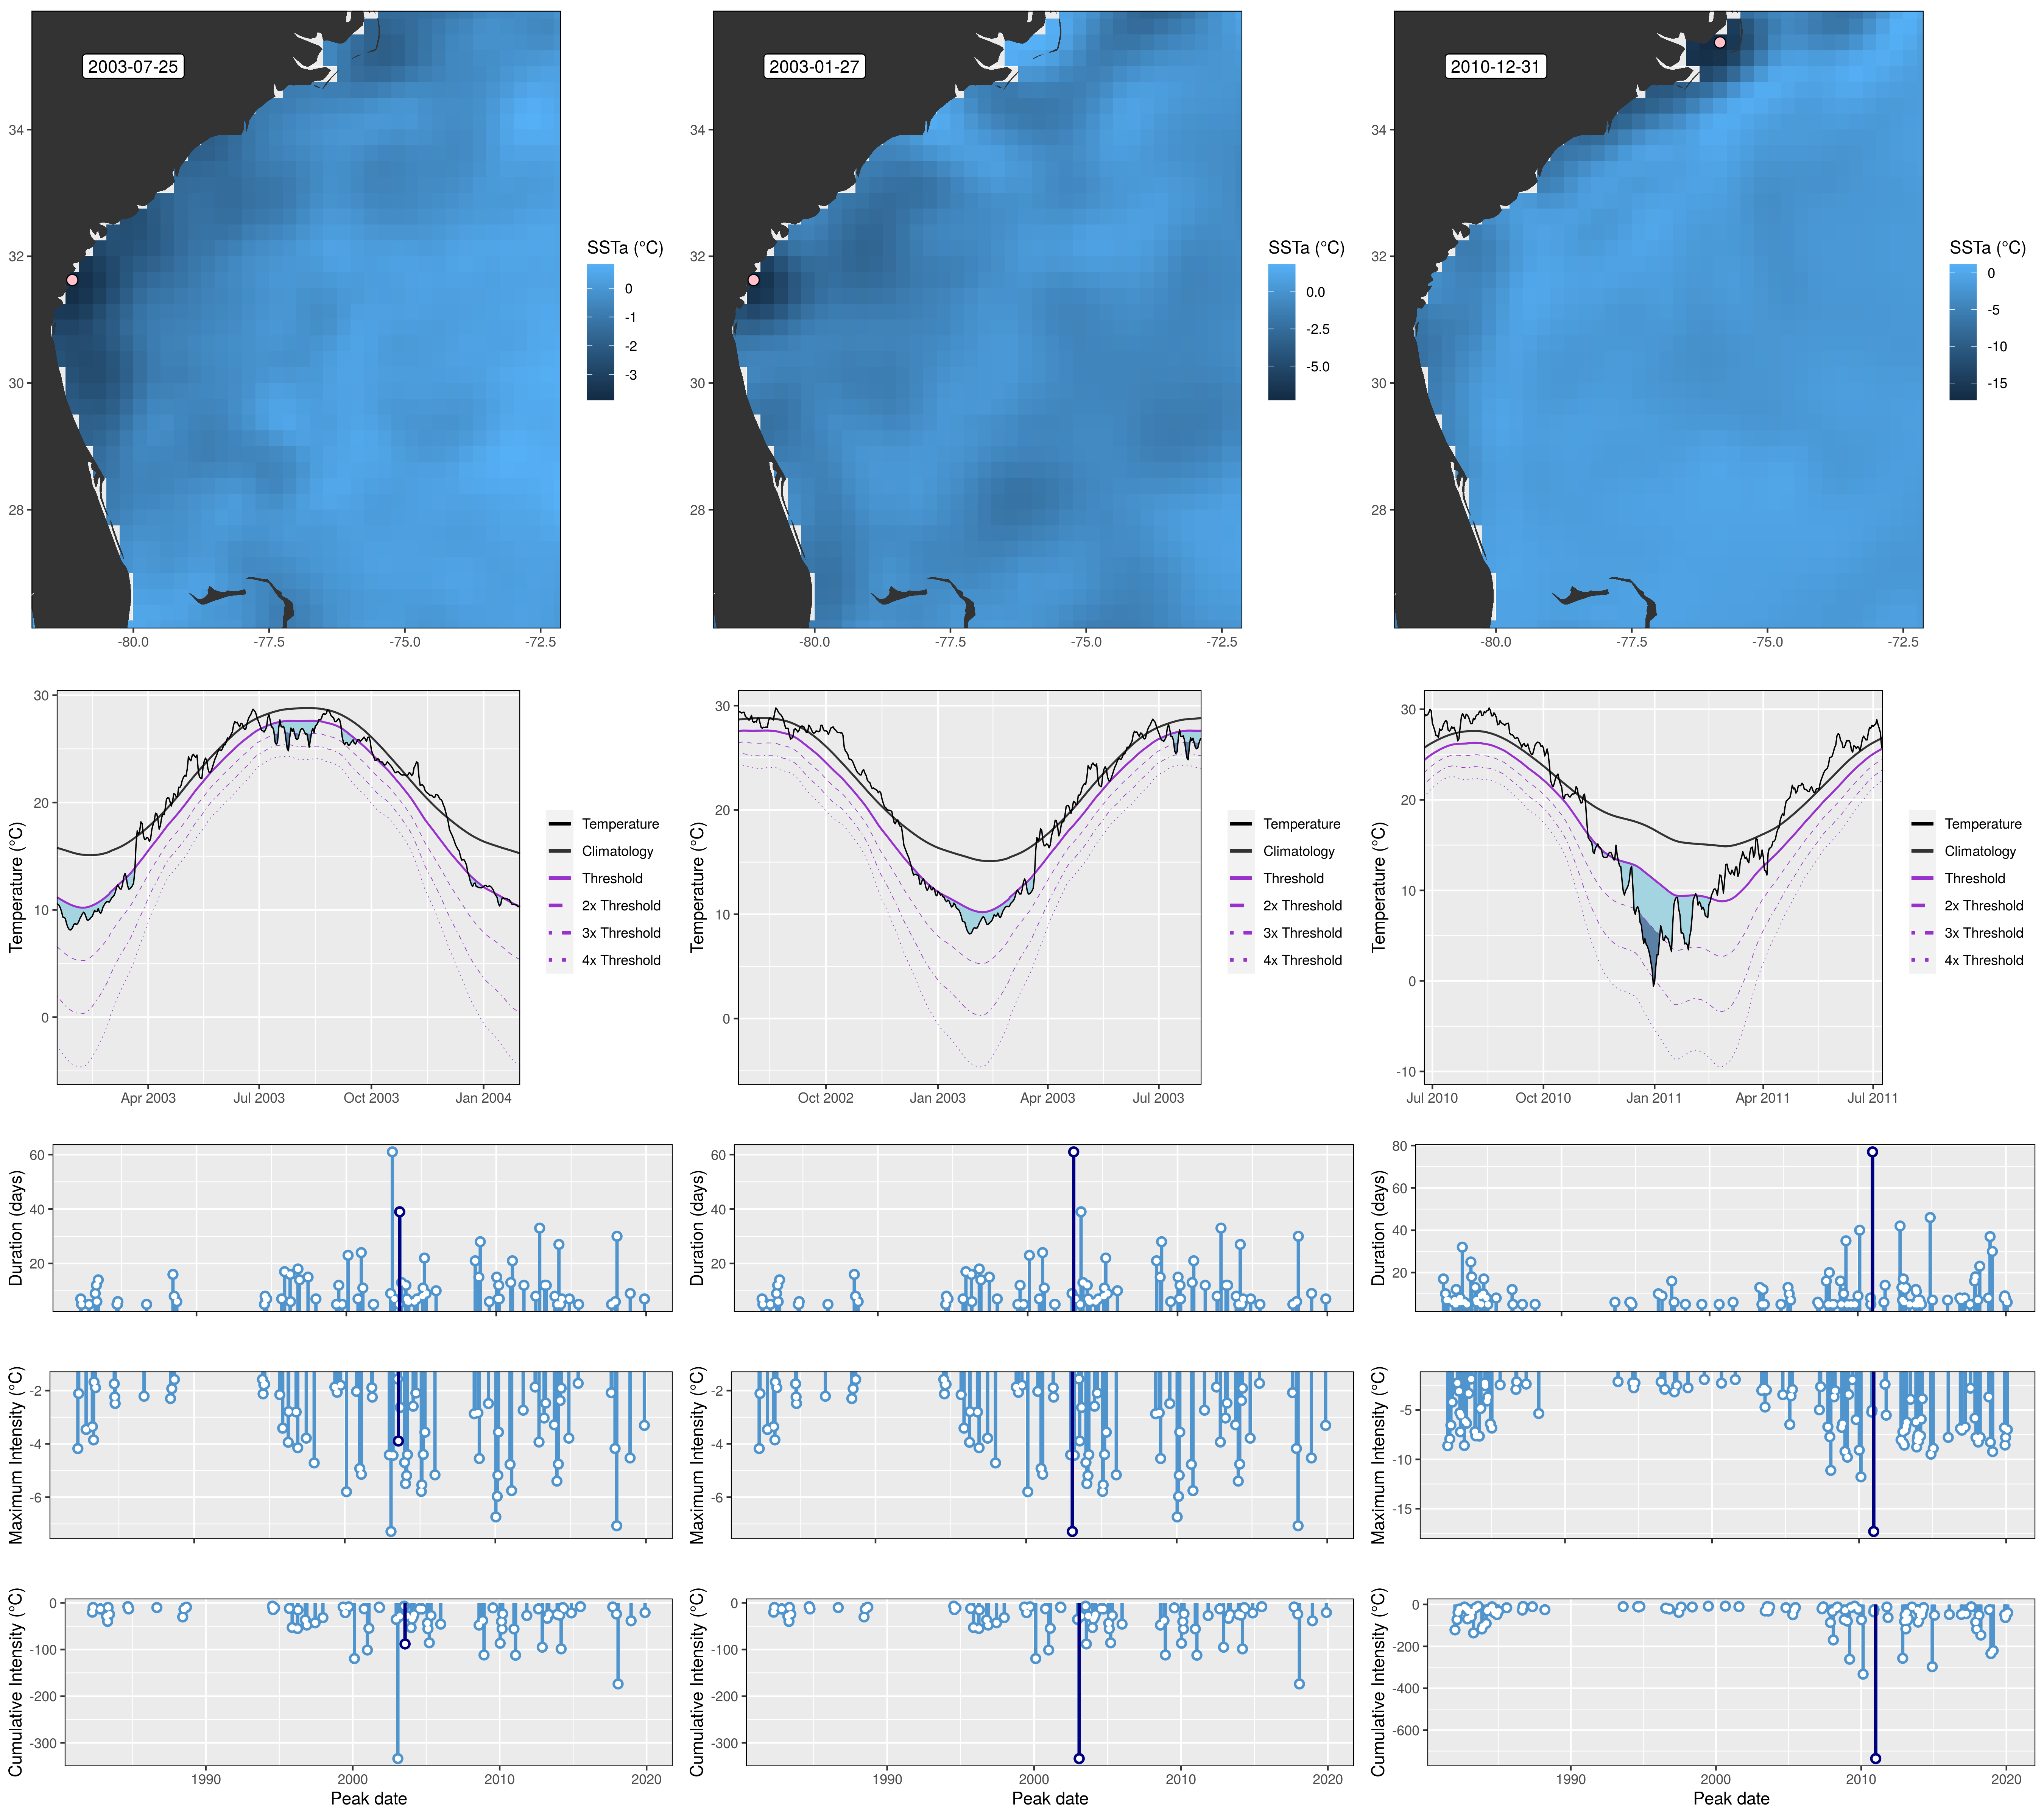 2003-07-25
34
32
30
28
-80.0 -77.5 -75.0 -72.5
SSTa (°C)
0
-1
-2
-3
2003-01-27
34
32
30
28
-80.0 -77.5 -75.0 -72.5
SSTa (°C)
0.0
-2.5
-5.0
2010-12-31
34
32
30
28
-80.0 -77.5 -75.0 -72.5
SSTa (°C)
0
-5
-10
-15
Temperature (°C)
30
20
10
0
Apr 2003 Jul 2003 Oct 2003 Jan 2004
Temperature
Climatology
Threshold
2x Threshold
3x Threshold
4x Threshold
Temperature (°C)
30
20
10
0
Oct 2002 Jan 2003 Apr 2003 Jul 2003
Temperature
Climatology
Threshold
2x Threshold
3x Threshold
4x Threshold
Temperature (°C)
30
20
10
0
-10
Jul 2010 Oct 2010 Jan 2011 Apr 2011 Jul 2011
Temperature
Climatology
Threshold
2x Threshold
3x Threshold
4x Threshold
Duration (days)
60
40
20
Duration (days)
60
40
20
Duration (days)
80
60
40
20
Maximum Intensity (°C)
-2
-4
-6
Maximum Intensity (°C)
-2
-4
-6
Maximum Intensity (°C)
-5
-10
-15
Cumulative Intensity (°C)
0
-100
-200
-300
1990 2000 2010 2020
Peak date
Cumulative Intensity (°C)
0
-100
-200
-300
1990 2000 2010 2020
Peak date
Cumulative Intensity (°C)
0
-200
-400
-600
1990 2000 2010 2020
Peak date